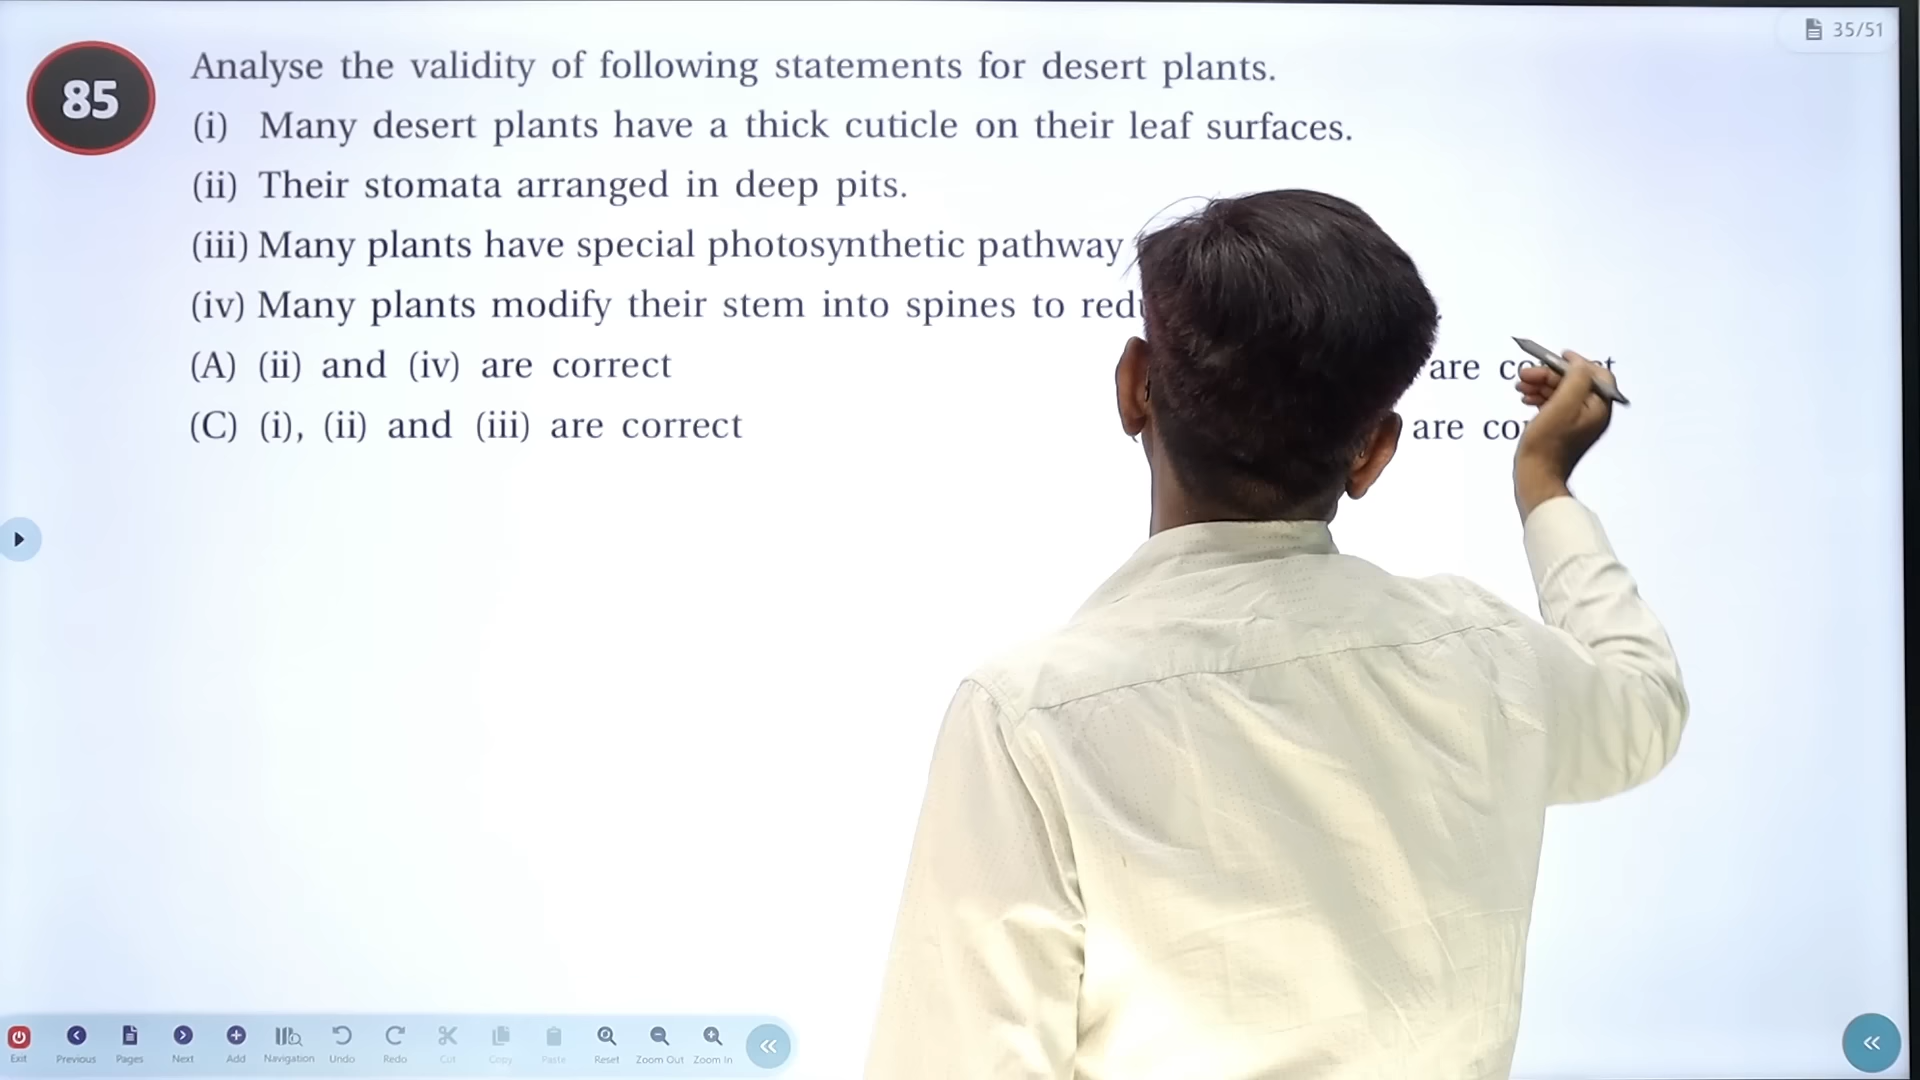 35/51
85
Analyse the validity of following statements for desert plants.
(i) Many desert plants have a thick cuticle on their leaf surfaces.
(ii) Their stomata arranged in deep pits.
(iii) Many plants have special photosynthetic pathway
(iv) Many plants modify their stem into spines to
(A) (ii) and (iv) are correct are
(C) (i), (ii) and (iii) are correct are
Exit Previous Pages Next Add Navigation Undo Redo Cut Copy Paste Reset Zoom Out Zoom In